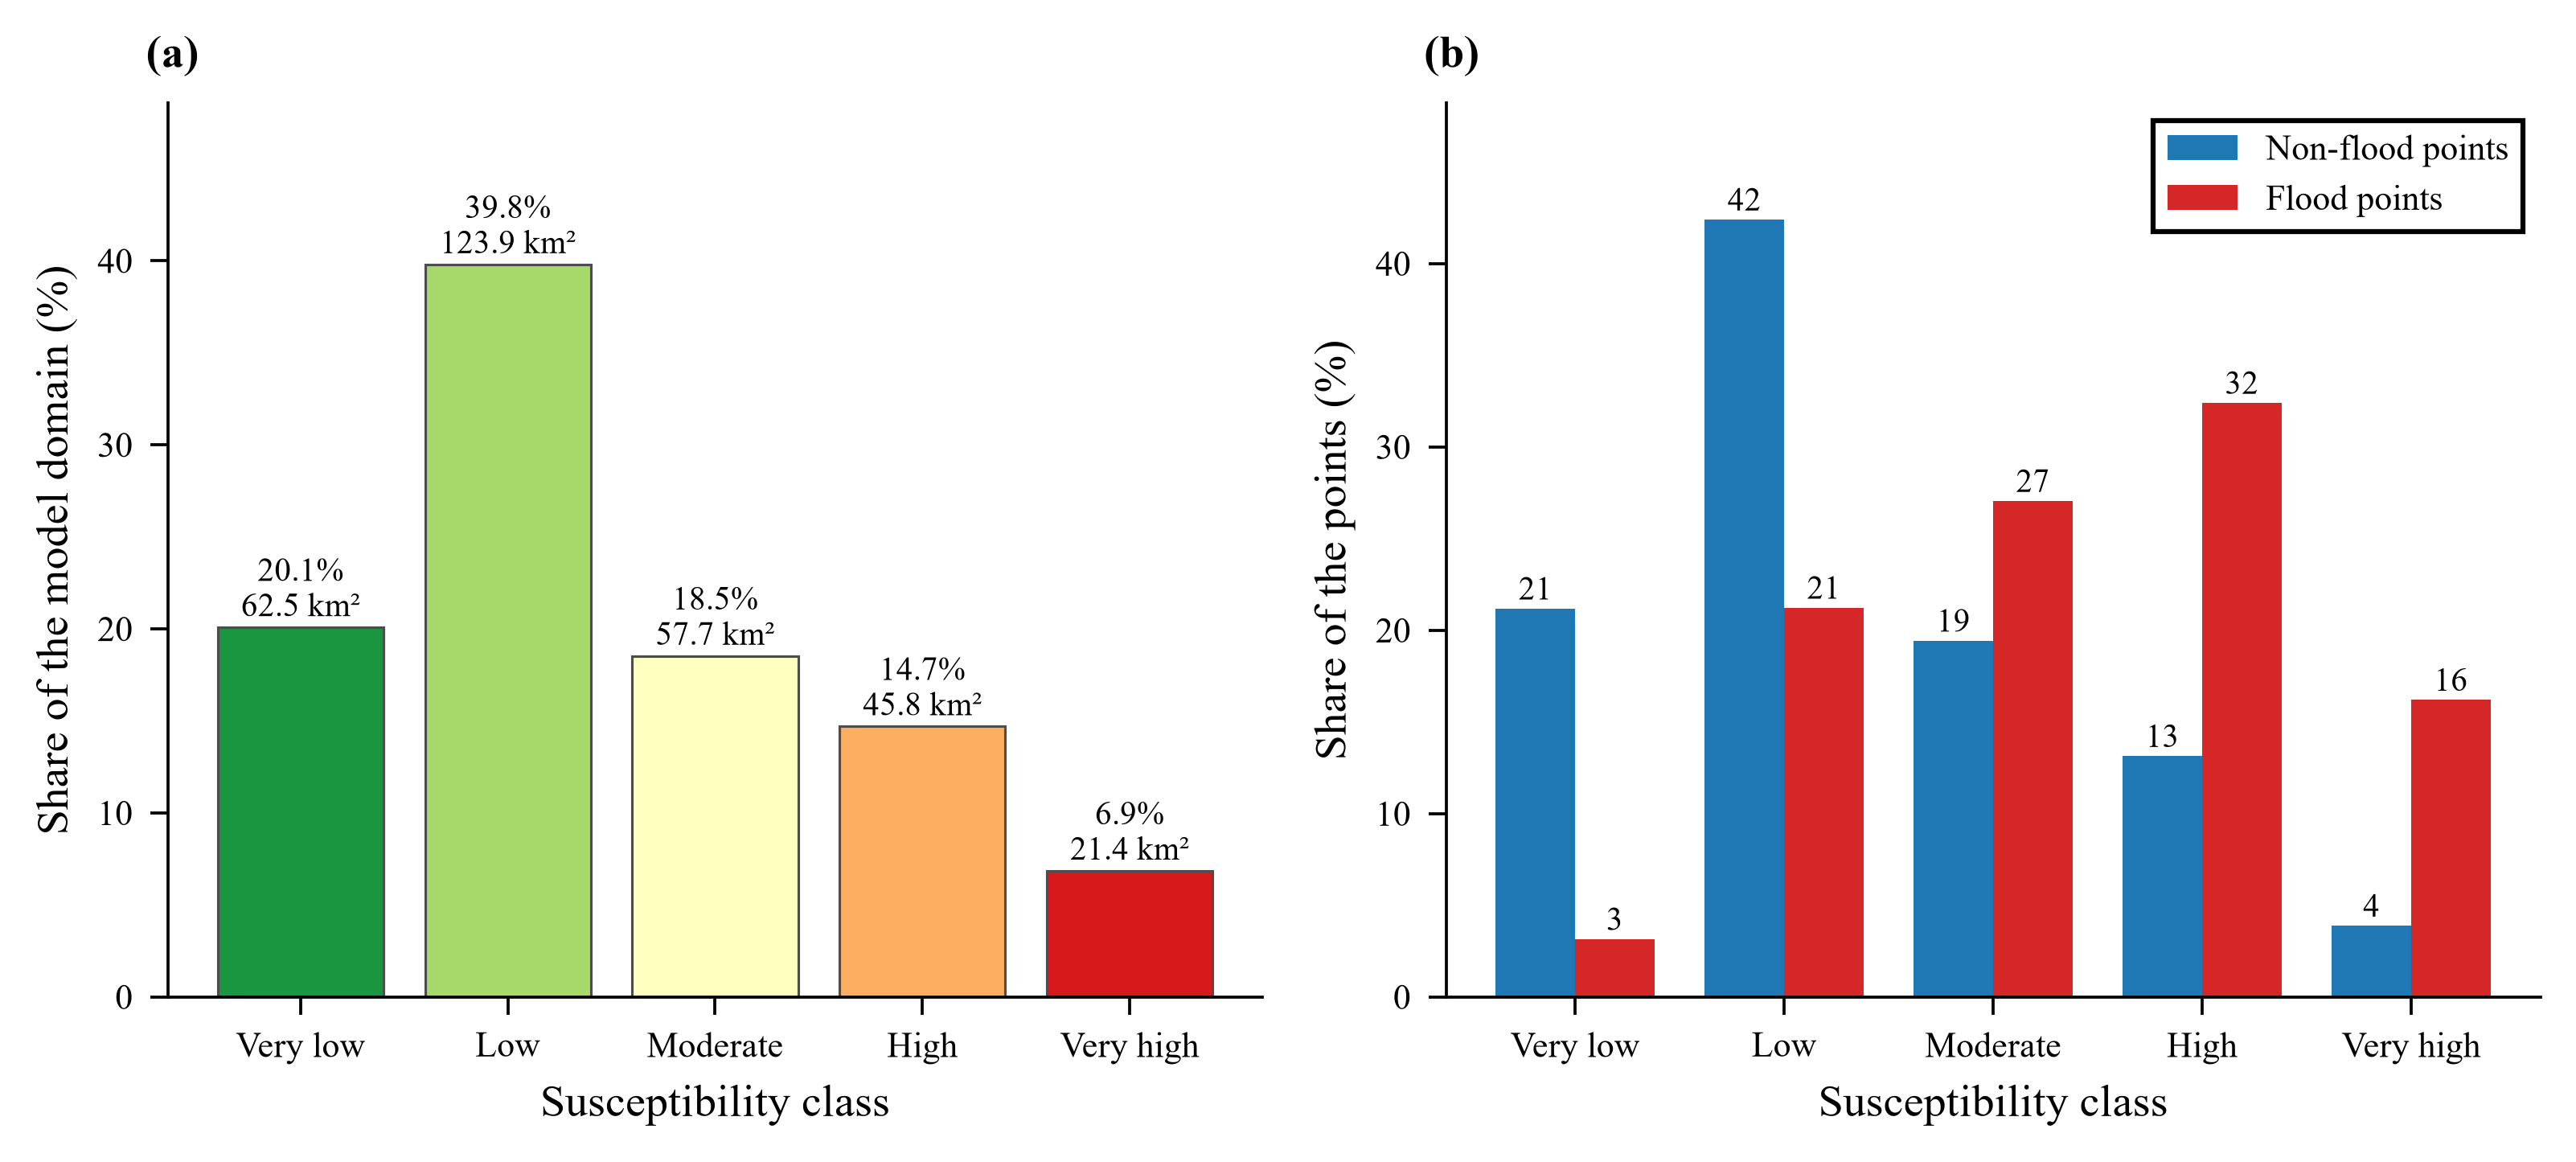 (a)
Share of the model domain (%)
40
30
20
10
0
20.1%
62.5 km²
39.8%
123.9 km²
18.5%
57.7 km²
14.7%
45.8 km²
6.9%
21.4 km²
Very low
Low
Moderate
High
Very high
Susceptibility class
(b)
Share of the points (%)
40
30
20
10
0
Non-flood points
Flood points
21
3
42
21
19
27
13
32
4
16
Very low
Low
Moderate
High
Very high
Susceptibility class